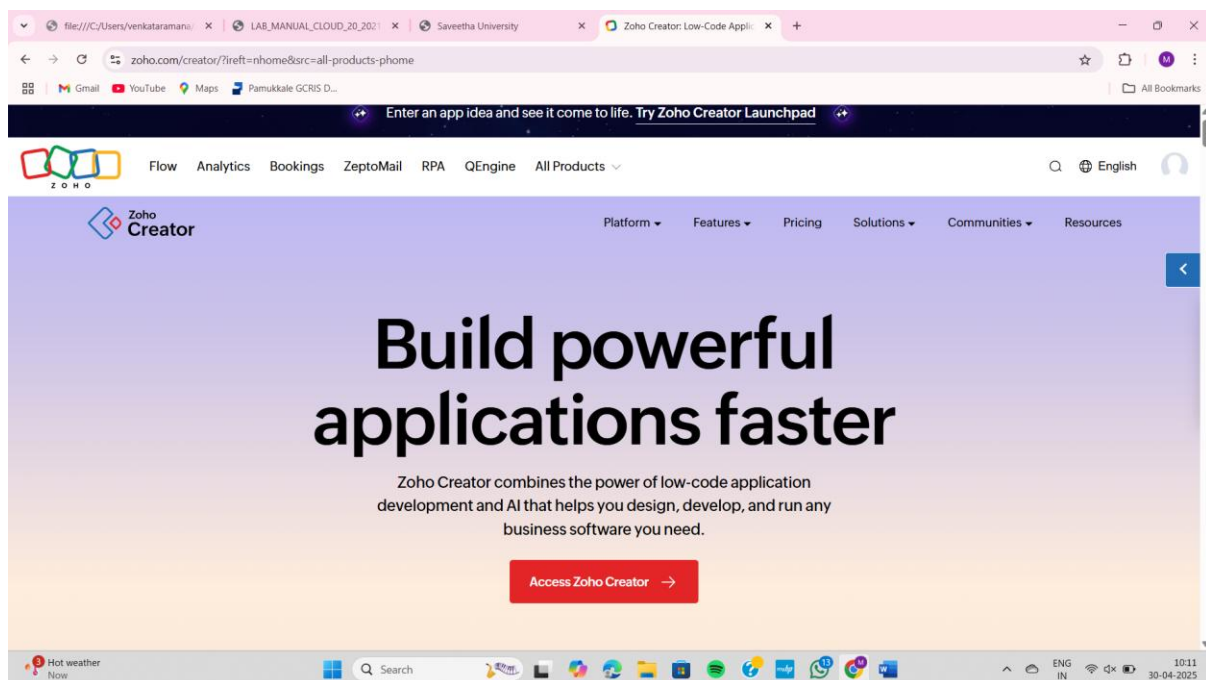 file:///C:/Users/venkataramana/
LAB_MANUAL_CLOUD_20_2021
Saveetha University
Zoho Creator: Low-Code Applic
zoho.com/creator/?ireft=nhome&src=all-products-phome
M
Gmail
YouTube
Maps
Pamukkale GCRIS D...
All Bookmarks
Enter an app idea and see it come to life. Try Zoho Creator Launchpad
ZOHO
Flow Analytics Bookings ZeptoMail RPA QEngine All Products
English
Zoho
Creator
Platform Features Pricing Solutions Communities Resources
Build powerful
applications faster
Zoho Creator combines the power of low-code application
development and AI that helps you design, develop, and run any
business software you need.
Access Zoho Creator
3
Hot weather
Now
Search
ENG
IN
10:11
30-04-2025